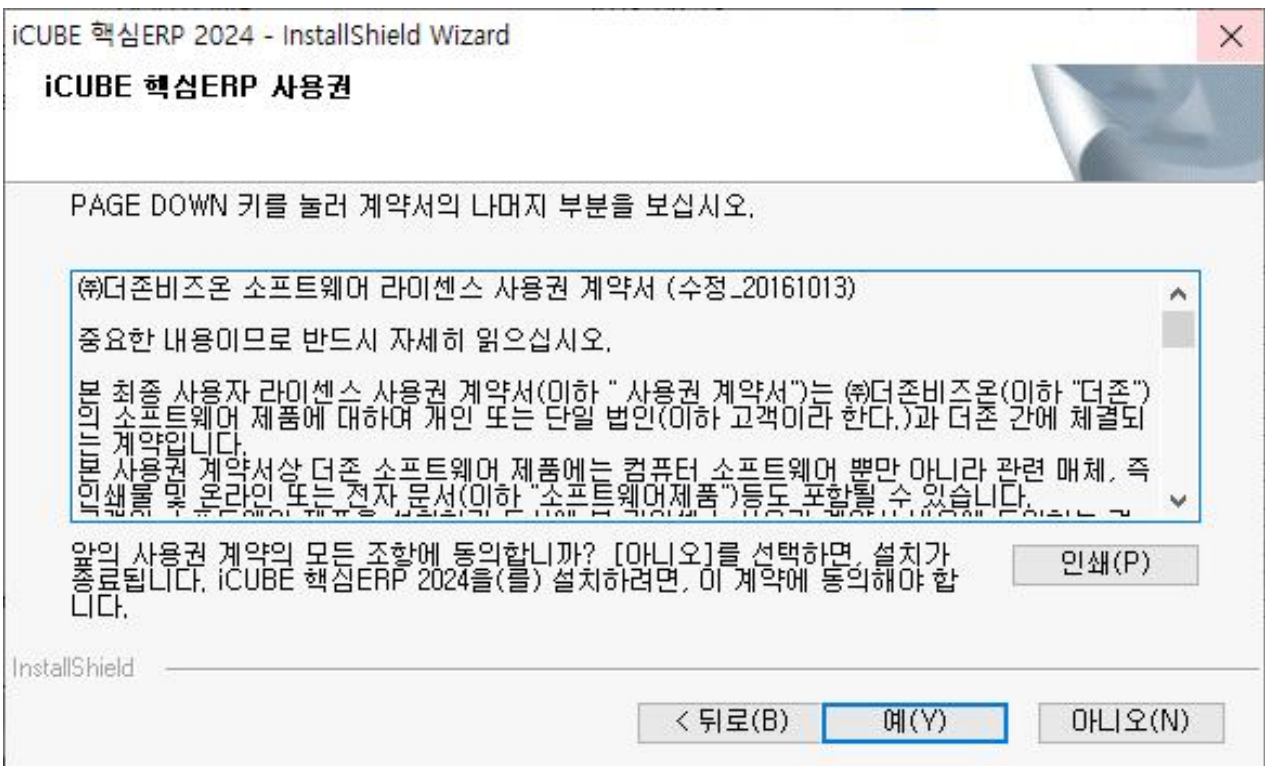 iCUBE 핵심ERP 2024 - InstallShield Wizard
iCUBE 핵심ERP 사용권
PAGE DOWN 키를 눌러 계약서의 나머지 부분을 보십시오.
㈜더존비즈온 소프트웨어 라이센스 사용권 계약서 (수정_20161013)
중요한 내용이므로 반드시 자세히 읽으십시오.
본 최종 사용자 라이센스 사용권 계약서(이하 " 사용권 계약서")는 ㈜더존비즈온(이하 "더존")
의 소프트웨어 제품에 대하여 개인 또는 단일 법인(이하 고객이라 한다.)과 더존 간에 체결되
는 계약입니다.
본 사용권 계약서상 더존 소프트웨어 제품에는 컴퓨터 소프트웨어 뿐만 아니라 관련 매체, 즉
인쇄물 및 온라인 또는 전자 문서(이하 "소프트웨어제품")등도 포함될 수 있습니다.
앞의 사용권 계약의 모든 조항에 동의합니까? [아니오]를 선택하면, 설치가
종료됩니다. iCUBE 핵심ERP 2024을(를) 설치하려면, 이 계약에 동의해야 합
니다.
인쇄(P)
InstallShield
< 뒤로(B)
예(Y)
아니오(N)